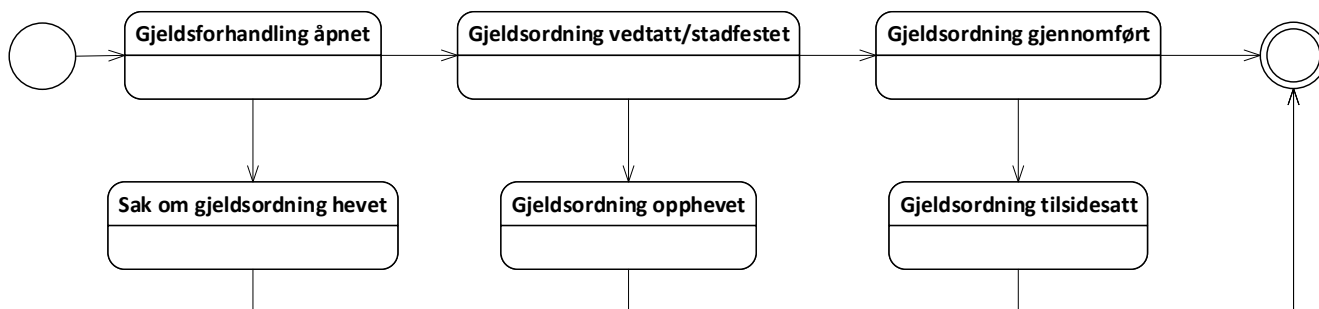 Gjeldsforhandling åpnet
Gjeldsordning vedtatt/stadfestet
Gjeldsordning gjennomført
Sak om gjeldsordning hevet
Gjeldsordning opphevet
Gjeldsordning tilsidesatt